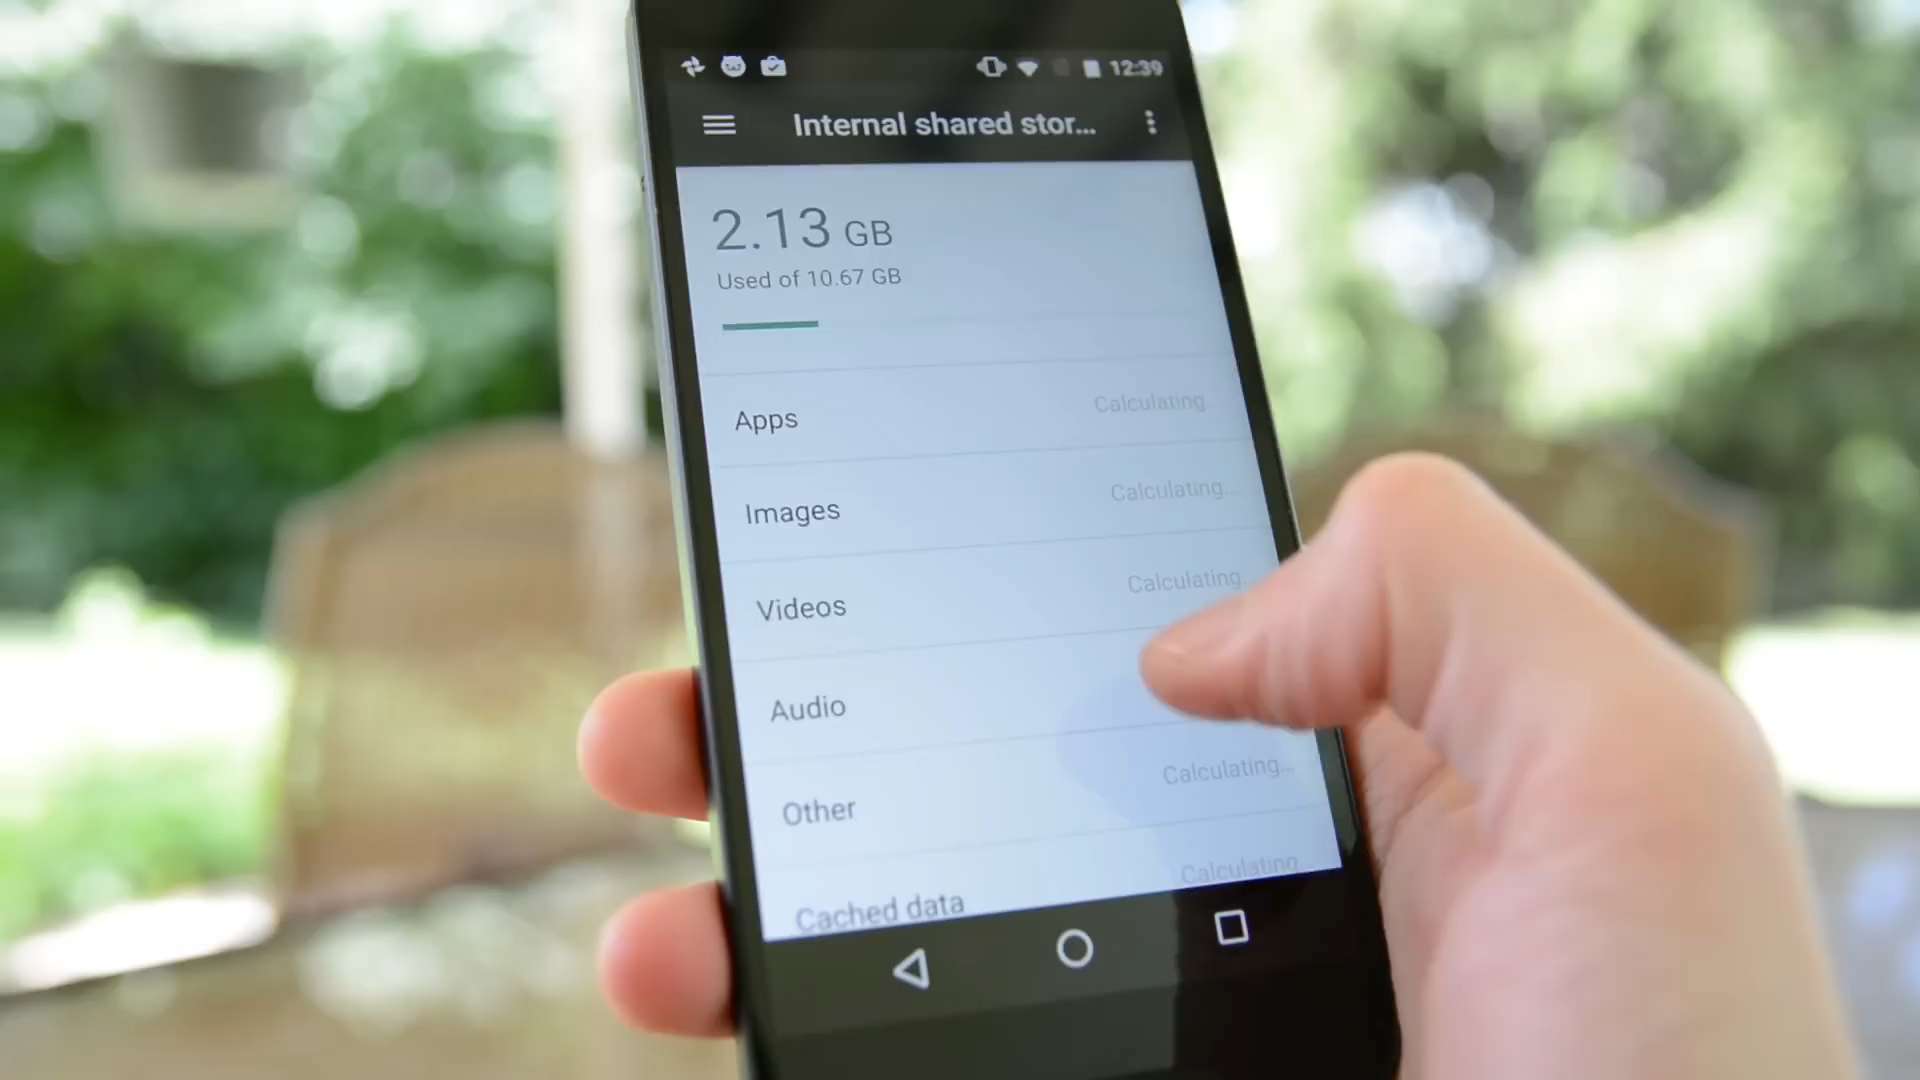 12:39
Internal shared stor...
2.13 GB
Used of 10.67 GB
Apps Calculating...
Images Calculating...
Videos Calculating...
Audio
Other Calculating...
Cached data Calculating...